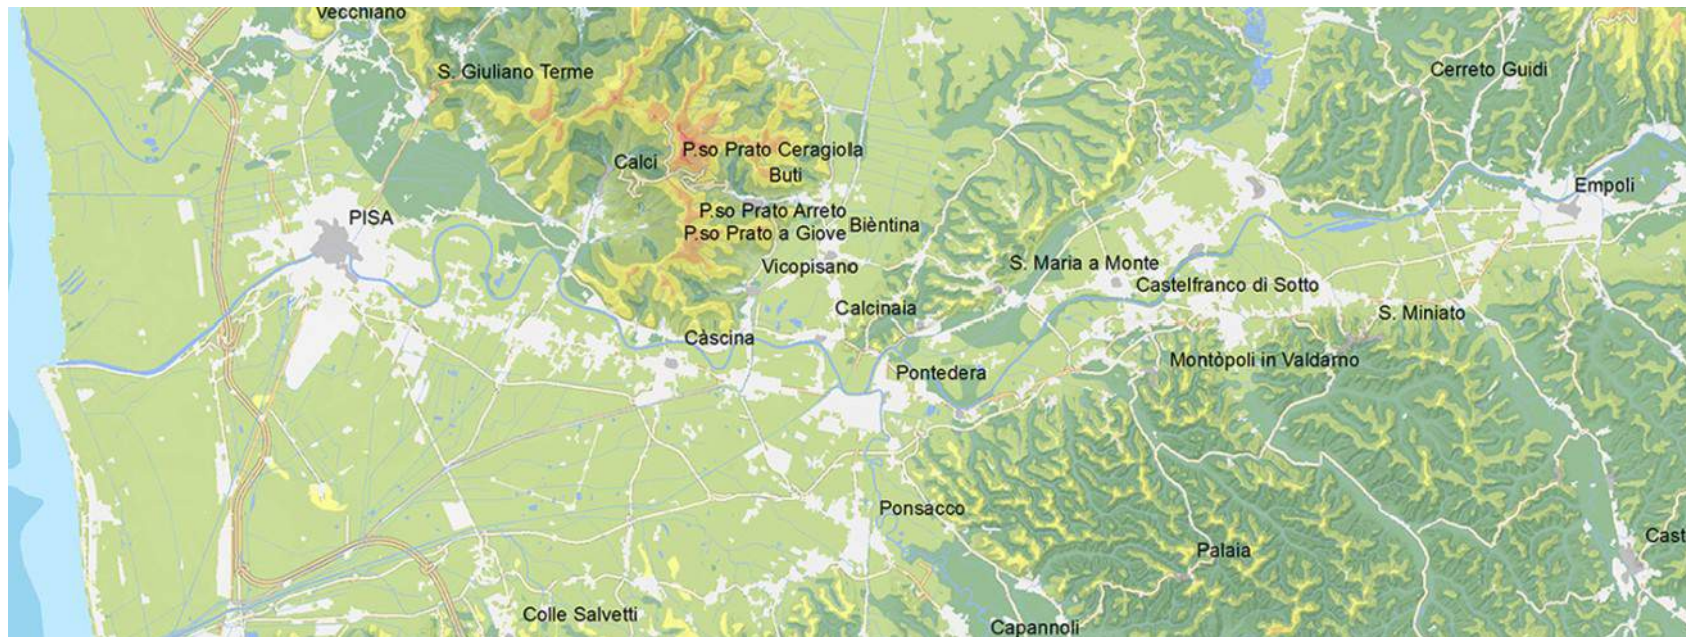 Vecchiano
S. Giuliano Terme
Cerreto Guidi
P.so Prato Ceragiola
Calci
Buti
Empoli
P.so Prato Arreto
PISA
Bièntina
P.so Prato a Giove
Vicopisano
S. Maria a Monte
Castelfranco di Sotto
Calcinaia
S. Miniato
Càscina
Montòpoli in Valdarno
Pontedera
Ponsacco
Cast
Palaia
Colle Salvetti
Capannoli